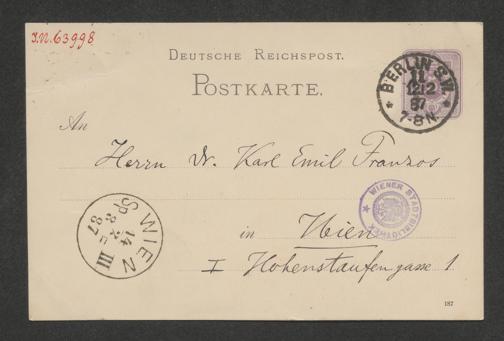 I.N. 63998
DEUTSCHE REICHSPOST.
POSTKARTE.
BERLIN S.W.
11
12 12
87
7-8 N.
An
Herrn Dr. Karl Emil Franzos
WIENER STADTBIBLIOTHEK
in Wien
I Hohenstaufengasse 1
WIEN
III
14
87
187